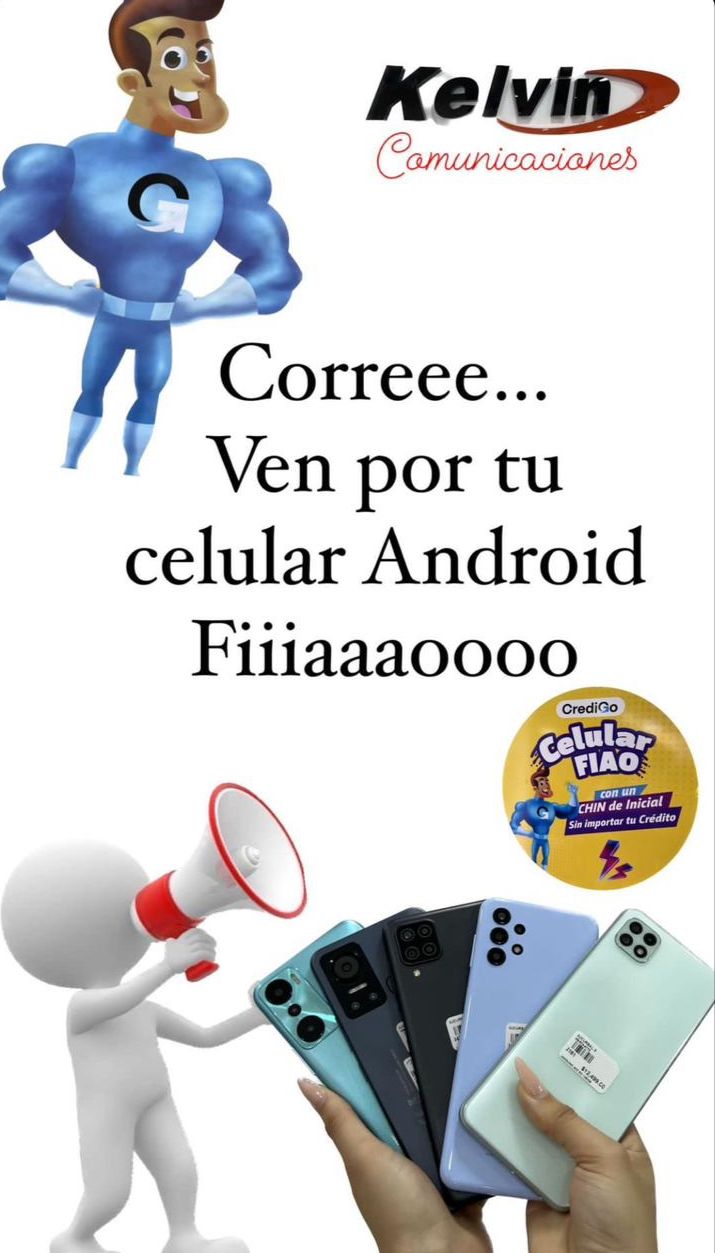 Kelvin
Comunicaciones
Correee...
Ven por tu
celular Android
Fiiiaaaoooo
CrediGo
Celular
FIAO
con un
CHIN de Inicial
Sin importar tu Crédito
G